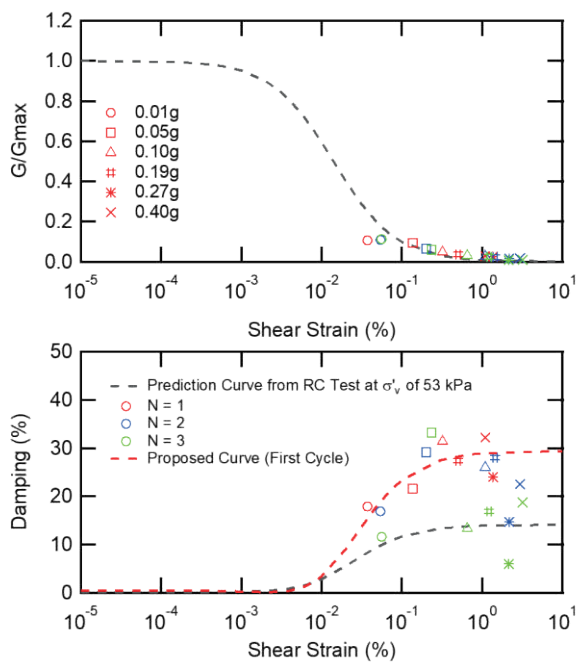 1.2
1.0
0.8
0.6
0.4
0.2
0.0
G/Gmax
0.01g
0.05g
0.10g
0.19g
0.27g
0.40g
10⁻⁵ 10⁻⁴ 10⁻³ 10⁻² 10⁻¹ 10⁰ 10¹
Shear Strain (%)
50
40
30
20
10
0
Damping (%)
Prediction Curve from RC Test at σ'ᵥ of 53 kPa
N = 1
N = 2
N = 3
Proposed Curve (First Cycle)
10⁻⁵ 10⁻⁴ 10⁻³ 10⁻² 10⁻¹ 10⁰ 10¹
Shear Strain (%)